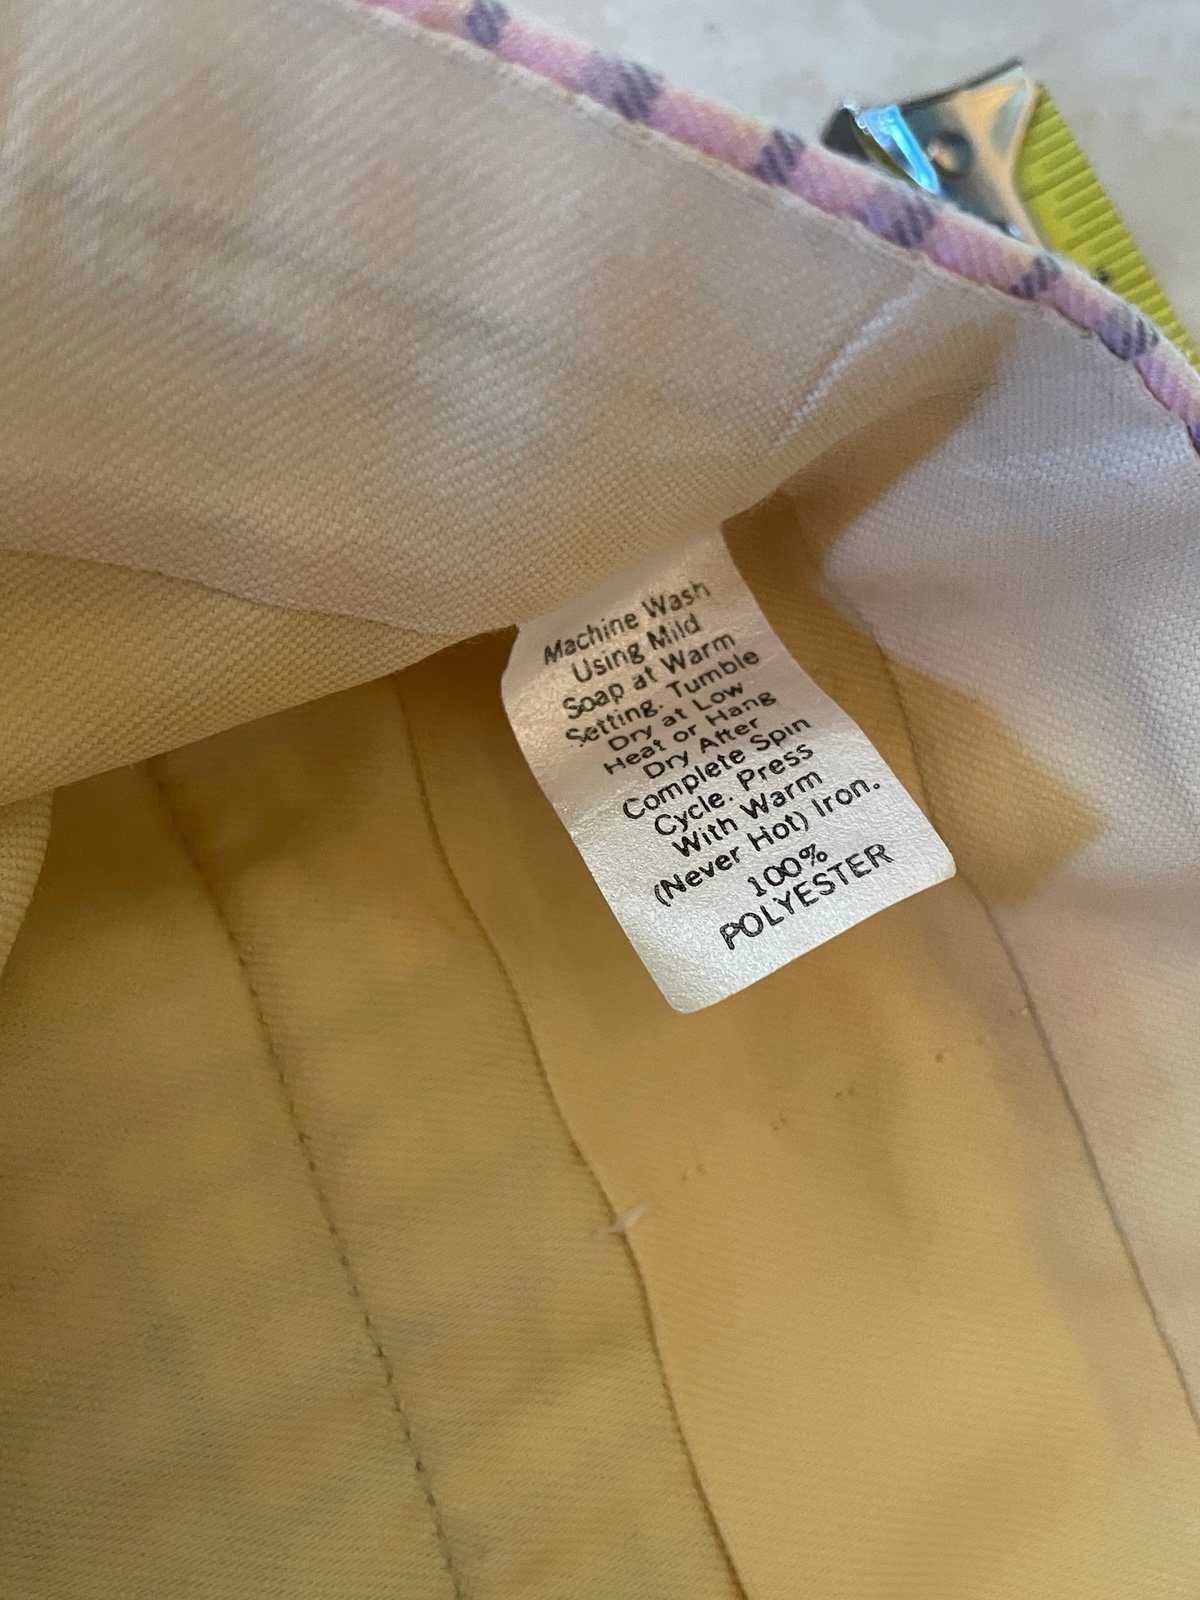 Machine Wash
Using Mild
Soap at Warm
Setting. Tumble
Dry at Low
Heat or Hang
Dry After
Complete Spin
Cycle. Press
With Warm
(Never Hot) Iron.
100%
POLYESTER